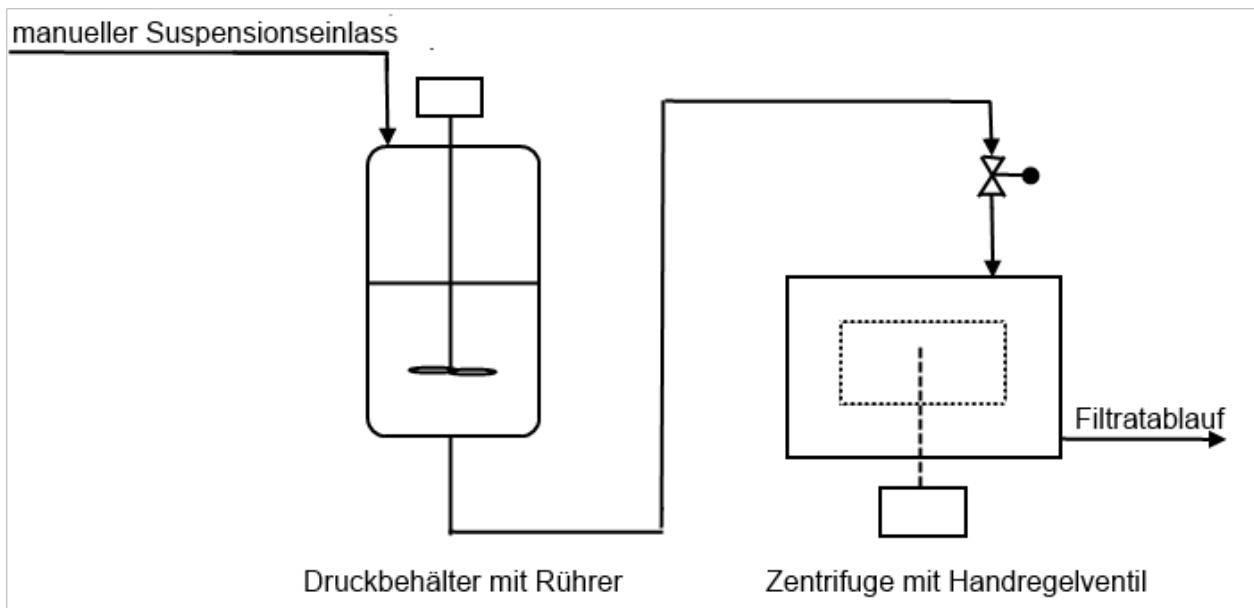 manueller Suspensionseinlass
Filtratablauf
Druckbehälter mit Rührer
Zentrifuge mit Handregelventil